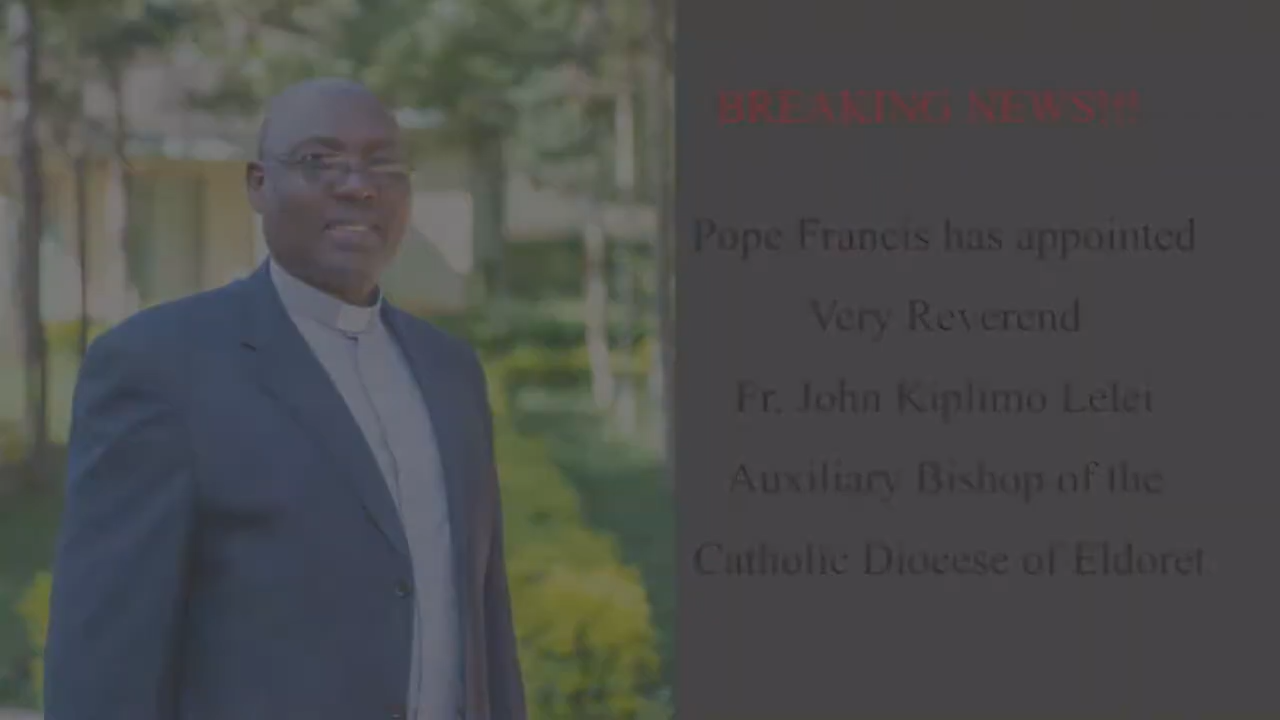 BREAKING NEWS!!!
Pope Francis has appointed
Very Reverend
Fr. John Kiplimo Lelei
Auxiliary Bishop of the
Catholic Diocese of Eldoret